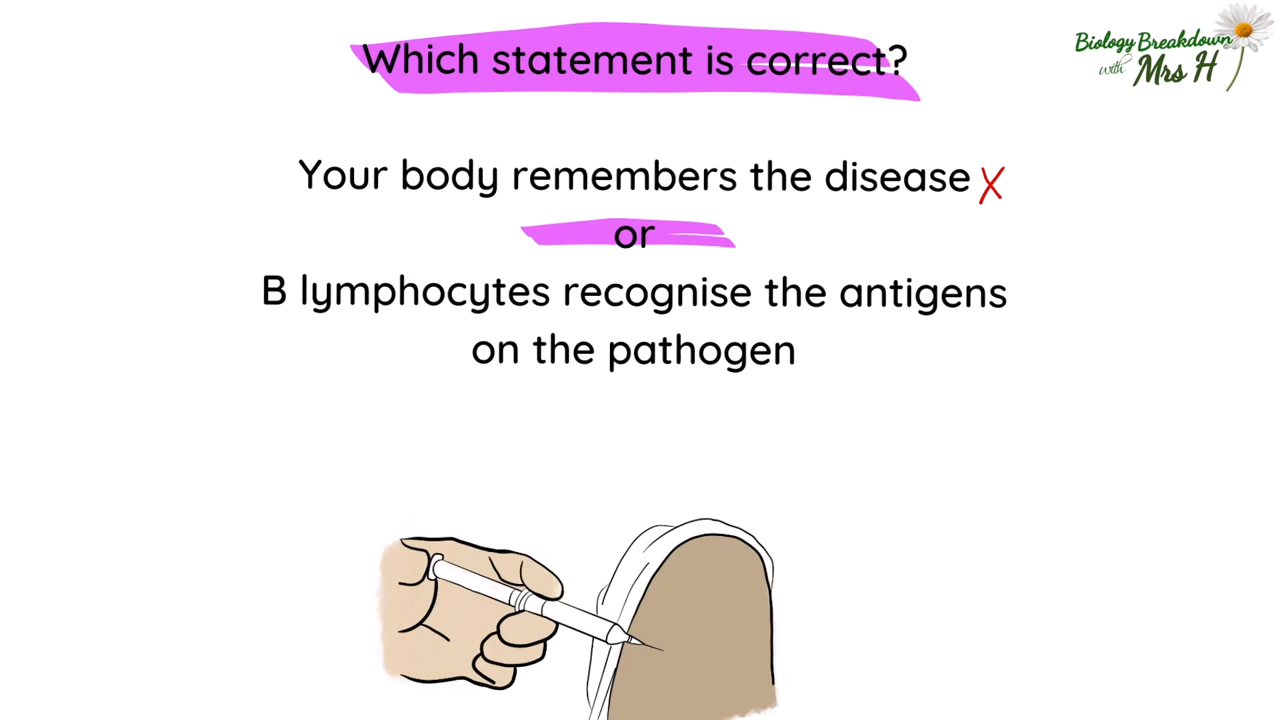 Which statement is correct?
Biology Breakdown
with Mrs H
Your body remembers the disease X
or
B lymphocytes recognise the antigens
on the pathogen